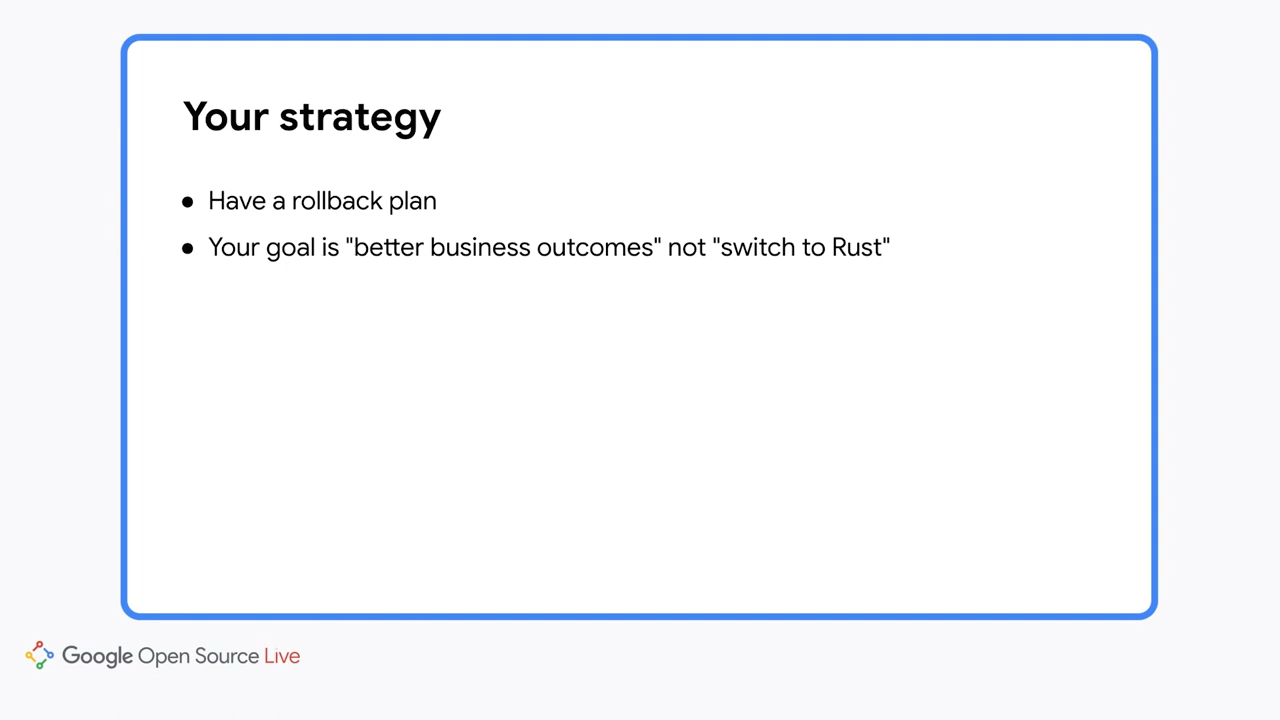 Your strategy
● Have a rollback plan
● Your goal is "better business outcomes" not "switch to Rust"
Google Open Source Live